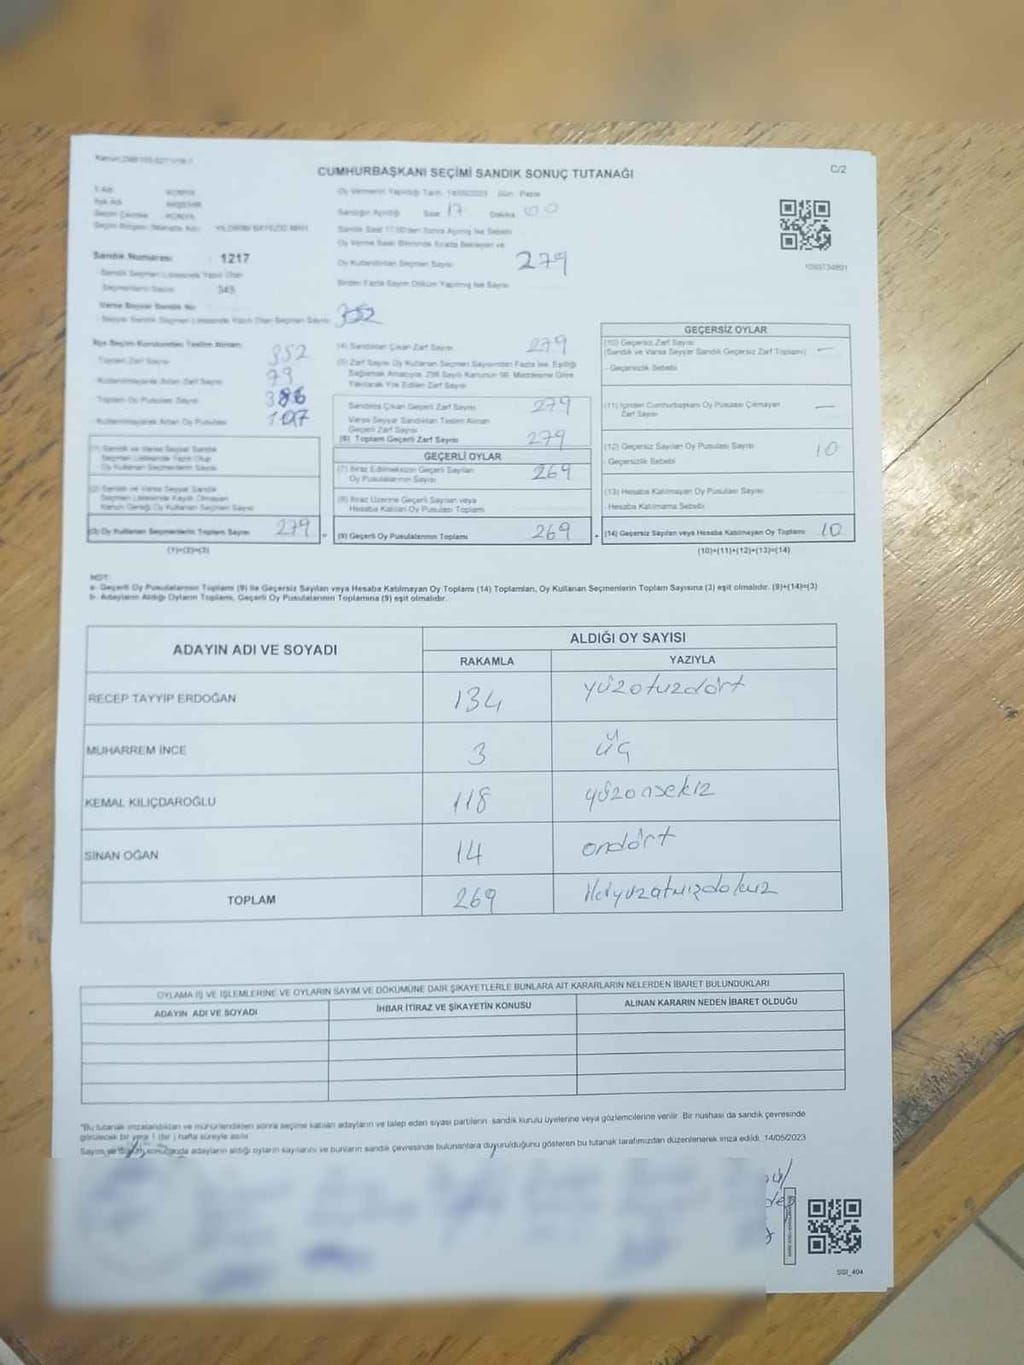 CUMHURBAŞKANI SEÇİMİ SANDIK SONUÇ TUTANAĞI
C/2
İli Adı KONYA
İlçe Adı AKŞEHİR
Seçim Çevresi KONYA
YILDIRIM BAYEZİD MAH.
Oy Vermenin Yapıldığı Tarih: 14/05/2023 Gün: Pazar
Sandığın Açıldığı Saat 17 Dakika 00
Sandık Saat 17:00'den Sonra Açılmış İse Sebebi
Oy Verme Saati Bitiminde Sırada Bekleyen ve
Oy Kullandırılan Seçmen Sayısı 279
Birden Fazla Sayım Döküm Yapılmış İse Sayısı
Sandık Numarası 1217
Sandık Seçmen Listesinde Yazılı Olan
Seçmenlerin Sayısı 345
Varsa Seyyar Sandık No
Seyyar Sandık Seçmen Listesinde Yazılı Olan Seçmen Sayısı 352
İlçe Seçim Kurulundan Teslim Alınan
Toplam Zarf Sayısı 352
Kullanılmayarak Artan Zarf Sayısı 73
Toplam Oy Pusulası Sayısı 386
Kullanılmayarak Artan Oy Pusulası 107
(1) Sandık ve Varsa Seyyar Sandık
Seçmen Listesinde Yazılı Olup
Oy Kullanan Seçmenlerin Sayısı
(2) Sandık ve Varsa Seyyar Sandık
Seçmen Listesinde Kayıtlı Olmayan
Kanun Gereği Oy Kullanan Seçmen Sayısı
(3) Oy Kullanan Seçmenlerin Toplam Sayısı 279
(1)+(2)=(3)
(4) Sandıktan Çıkan Zarf Sayısı 279
(5) Zarf Sayısı Oy Kullanan Seçmen Sayısından Fazla İse, Eşitliği
Sağlamak Amacıyla, 298 Sayılı Kanunun 98. Maddesine Göre
Yakılarak Yok Edilen Zarf Sayısı
Sandıkta Çıkan Geçerli Zarf Sayısı 279
Varsa Seyyar Sandıktan Teslim Alınan
Geçerli Zarf Sayısı
(6) Toplam Geçerli Zarf Sayısı 279
GEÇERLİ OYLAR
(7) İtiraz Edilmeksizin Geçerli Sayılan
Oy Pusulalarının Sayısı 269
(8) İtiraz Üzerine Geçerli Sayılan veya
Hesaba Katılan Oy Pusulası Toplamı
(9) Geçerli Oy Pusulalarının Toplamı 269
GEÇERSİZ OYLAR
(10) Geçersiz Zarf Sayısı
(Sandık ve Varsa Seyyar Sandık Geçersiz Zarf Toplamı) —
- Geçersizlik Sebebi
(11) İçinden Cumhurbaşkanı Oy Pusulası Çıkmayan
Zarf Sayısı —
(12) Geçersiz Sayılan Oy Pusulası Sayısı 10
Geçersizlik Sebebi
(13) Hesaba Katılmayan Oy Pusulası Sayısı
- Hesaba Katılmama Sebebi
(14) Geçersiz Sayılan veya Hesaba Katılmayan Oy Toplamı 10
(10)+(11)+(12)+(13)=(14)
NOT:
a- Geçerli Oy Pusulalarının Toplamı (9) ile Geçersiz Sayılan veya Hesaba Katılmayan Oy Toplamı (14) Toplamları, Oy Kullanan Seçmenlerin Toplam Sayısına (3) eşit olmalıdır. (9)+(14)=(3)
b- Adayların Aldığı Oyların Toplamı, Geçerli Oy Pusulalarının Toplamına (9) eşit olmalıdır.
ADAYIN ADI VE SOYADI ALDIĞI OY SAYISI
RAKAMLA YAZIYLA
RECEP TAYYİP ERDOĞAN 134 yüzotuzdört
MUHARREM İNCE 3 üç
KEMAL KILIÇDAROĞLU 118 yüzonsekiz
SİNAN OĞAN 14 ondört
TOPLAM 269 ikiyüzatmışdokuz
OYLAMA İŞ VE İŞLEMLERİNE VE OYLARIN SAYIM VE DÖKÜMÜNE DAİR ŞİKAYETLERLE BUNLARA AİT KARARLARIN NELERDEN İBARET BULUNDUKLARI
ADAYIN ADI VE SOYADI İHBAR İTİRAZ VE ŞİKAYETİN KONUSU ALINAN KARARIN NEDEN İBARET OLDUĞU
"Bu tutanak imzalandıktan ve mühürlendikten sonra seçime katılan adayların ve talep eden siyasi partilerin sandık kurulu üyelerine veya gözlemcilerine verilir. Bir nüshası da sandık çevresinde
görülecek bir yere 1 (bir) hafta süreyle asılır.
Sayım ve döküm sonucunda adayların aldığı oyların sayılarını ve bunların sandık çevresinde bulunanlara duyurulduğunu gösteren bu tutanak tarafımızdan düzenlenerek imza edildi. 14/05/2023
SGI_404